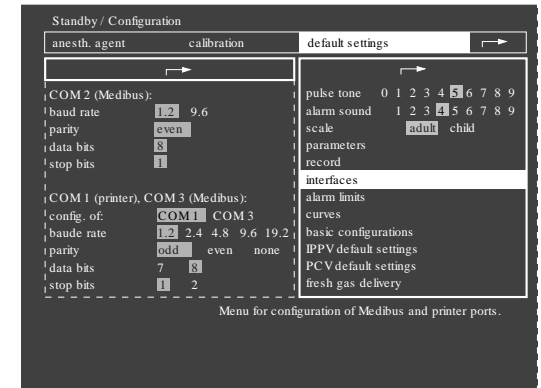 Standby / Configuration
anesth. agent calibration default settings
COM 2 (Medibus):
baud rate 1.2 9.6
parity even
data bits 8
stop bits 1
COM 1 (printer), COM 3 (Medibus):
config. of: COM 1 COM 3
baude rate 1.2 2.4 4.8 9.6 19.2
parity odd even none
data bits 7 8
stop bits 1 2
pulse tone 0 1 2 3 4 5 6 7 8 9
alarm sound 1 2 3 4 5 6 7 8 9
scale adult child
parameters
record
interfaces
alarm limits
curves
basic configurations
IPPV default settings
PCV default settings
fresh gas delivery
Menu for configuration of Medibus and printer ports.